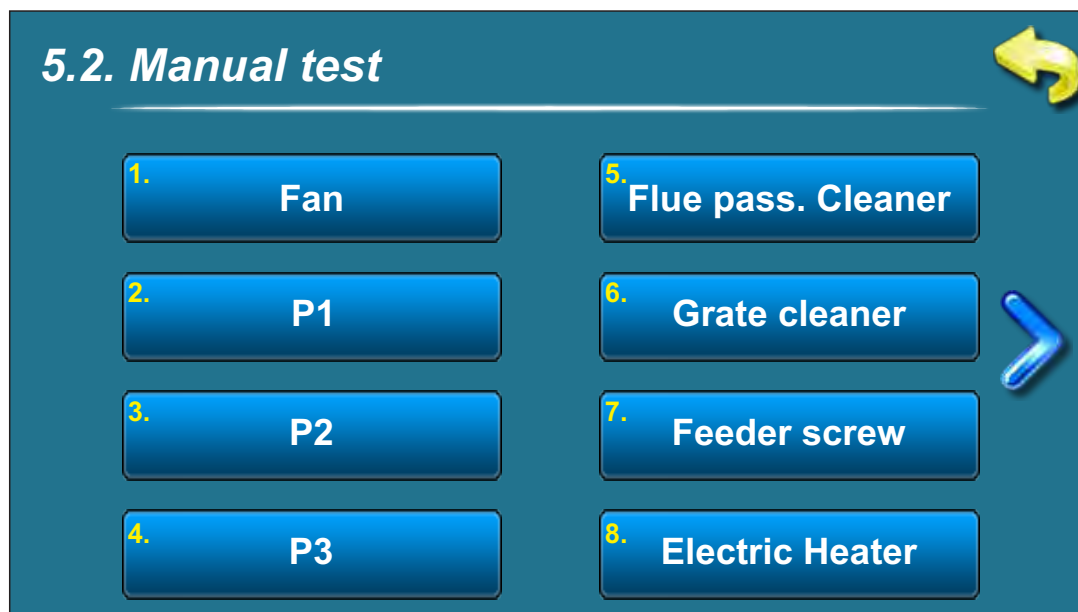 5.2. Manual test
1. Fan
2. P1
3. P2
4. P3
5. Flue pass. Cleaner
6. Grate cleaner
7. Feeder screw
8. Electric Heater